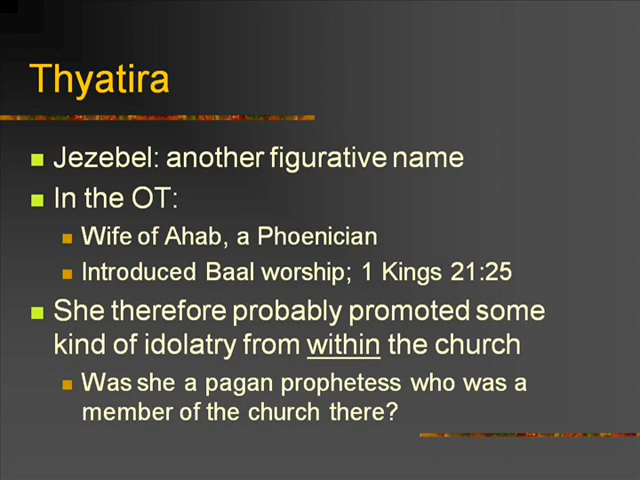 Thyatira
Jezebel: another figurative name
In the OT:
Wife of Ahab, a Phoenician
Introduced Baal worship; 1 Kings 21:25
She therefore probably promoted some
kind of idolatry from within the church
Was she a pagan prophetess who was a
member of the church there?